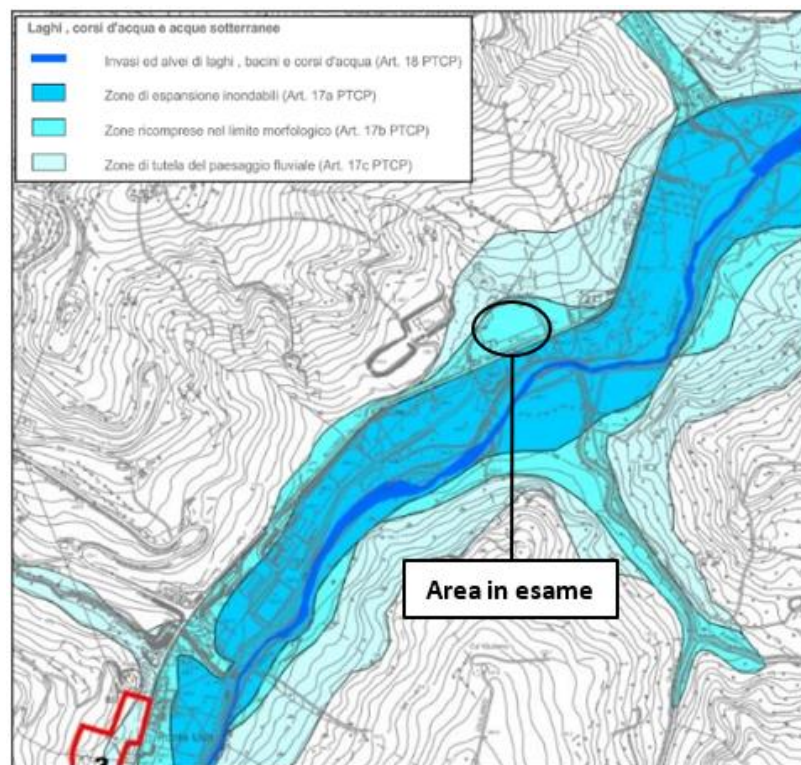 Laghi , corsi d'acqua e acque sotterranee
Invasi ed alvei di laghi , bacini e corsi d'acqua (Art. 18 PTCP)
Zone di espansione inondabili (Art. 17a PTCP)
Zone ricomprese nel limite morfologico (Art. 17b PTCP)
Zone di tutela del paesaggio fluviale (Art. 17c PTCP)
Area in esame